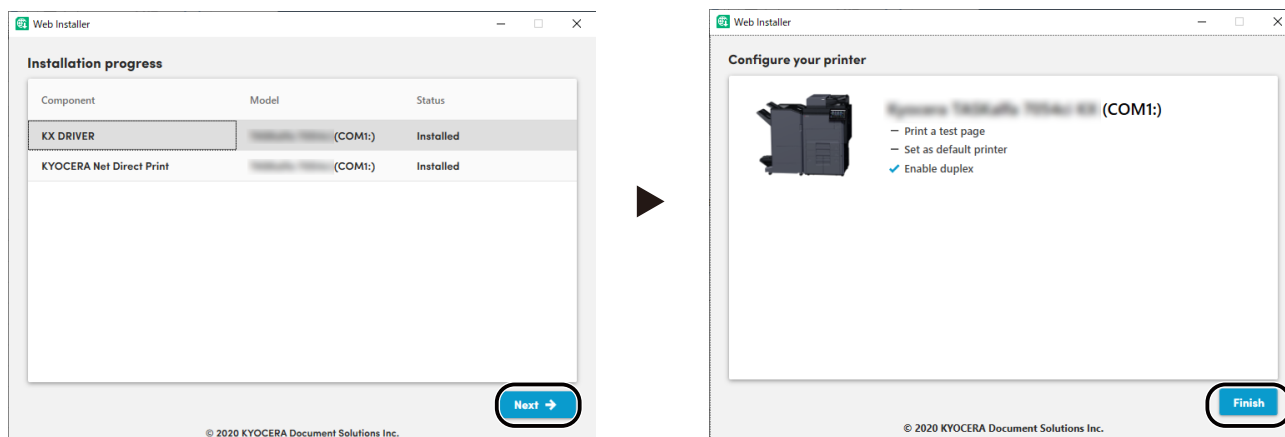 Web Installer
Installation progress
Component Model Status
KX DRIVER (COM1:) Installed
KYOCERA Net Direct Print (COM1:) Installed
Next
© 2020 KYOCERA Document Solutions Inc.
Web Installer
Configure your printer
(COM1:)
Print a test page
Set as default printer
Enable duplex
Finish
© 2020 KYOCERA Document Solutions Inc.